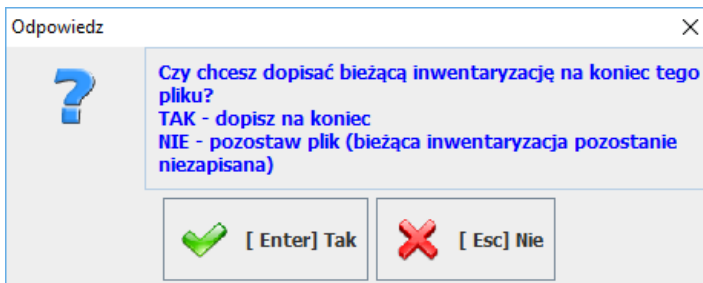 Odpowiedz
Czy chcesz dopisać bieżącą inwentaryzację na koniec tego
pliku?
TAK - dopisz na koniec
NIE - pozostaw plik (bieżąca inwentaryzacja pozostanie
niezapisana)
[ Enter] Tak
[ Esc] Nie